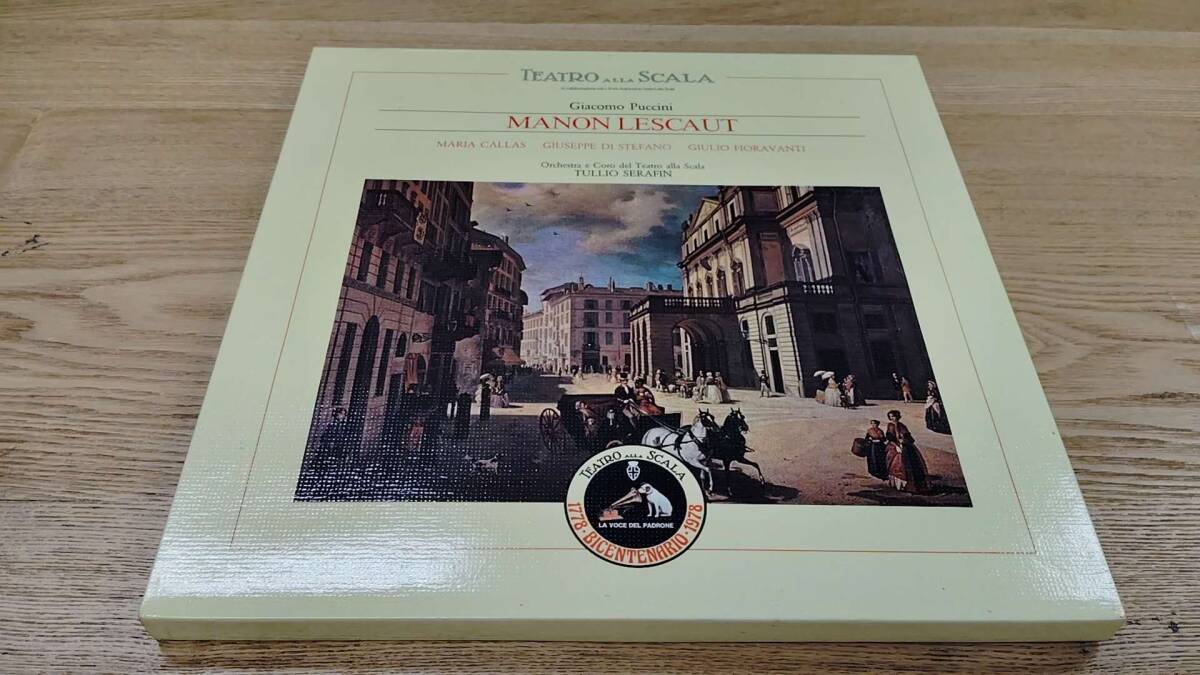 TEATRO ALLA SCALA
Giacomo Puccini
MANON LESCAUT
MARIA CALLAS GIUSEPPE DI STEFANO GIULIO FIORAVANTI
Orchestra e Coro del Teatro alla Scala
TULLIO SERAFIN
TEATRO ALLA SCALA
LA VOCE DEL PADRONE
1778 · BICENTENARIO · 1978